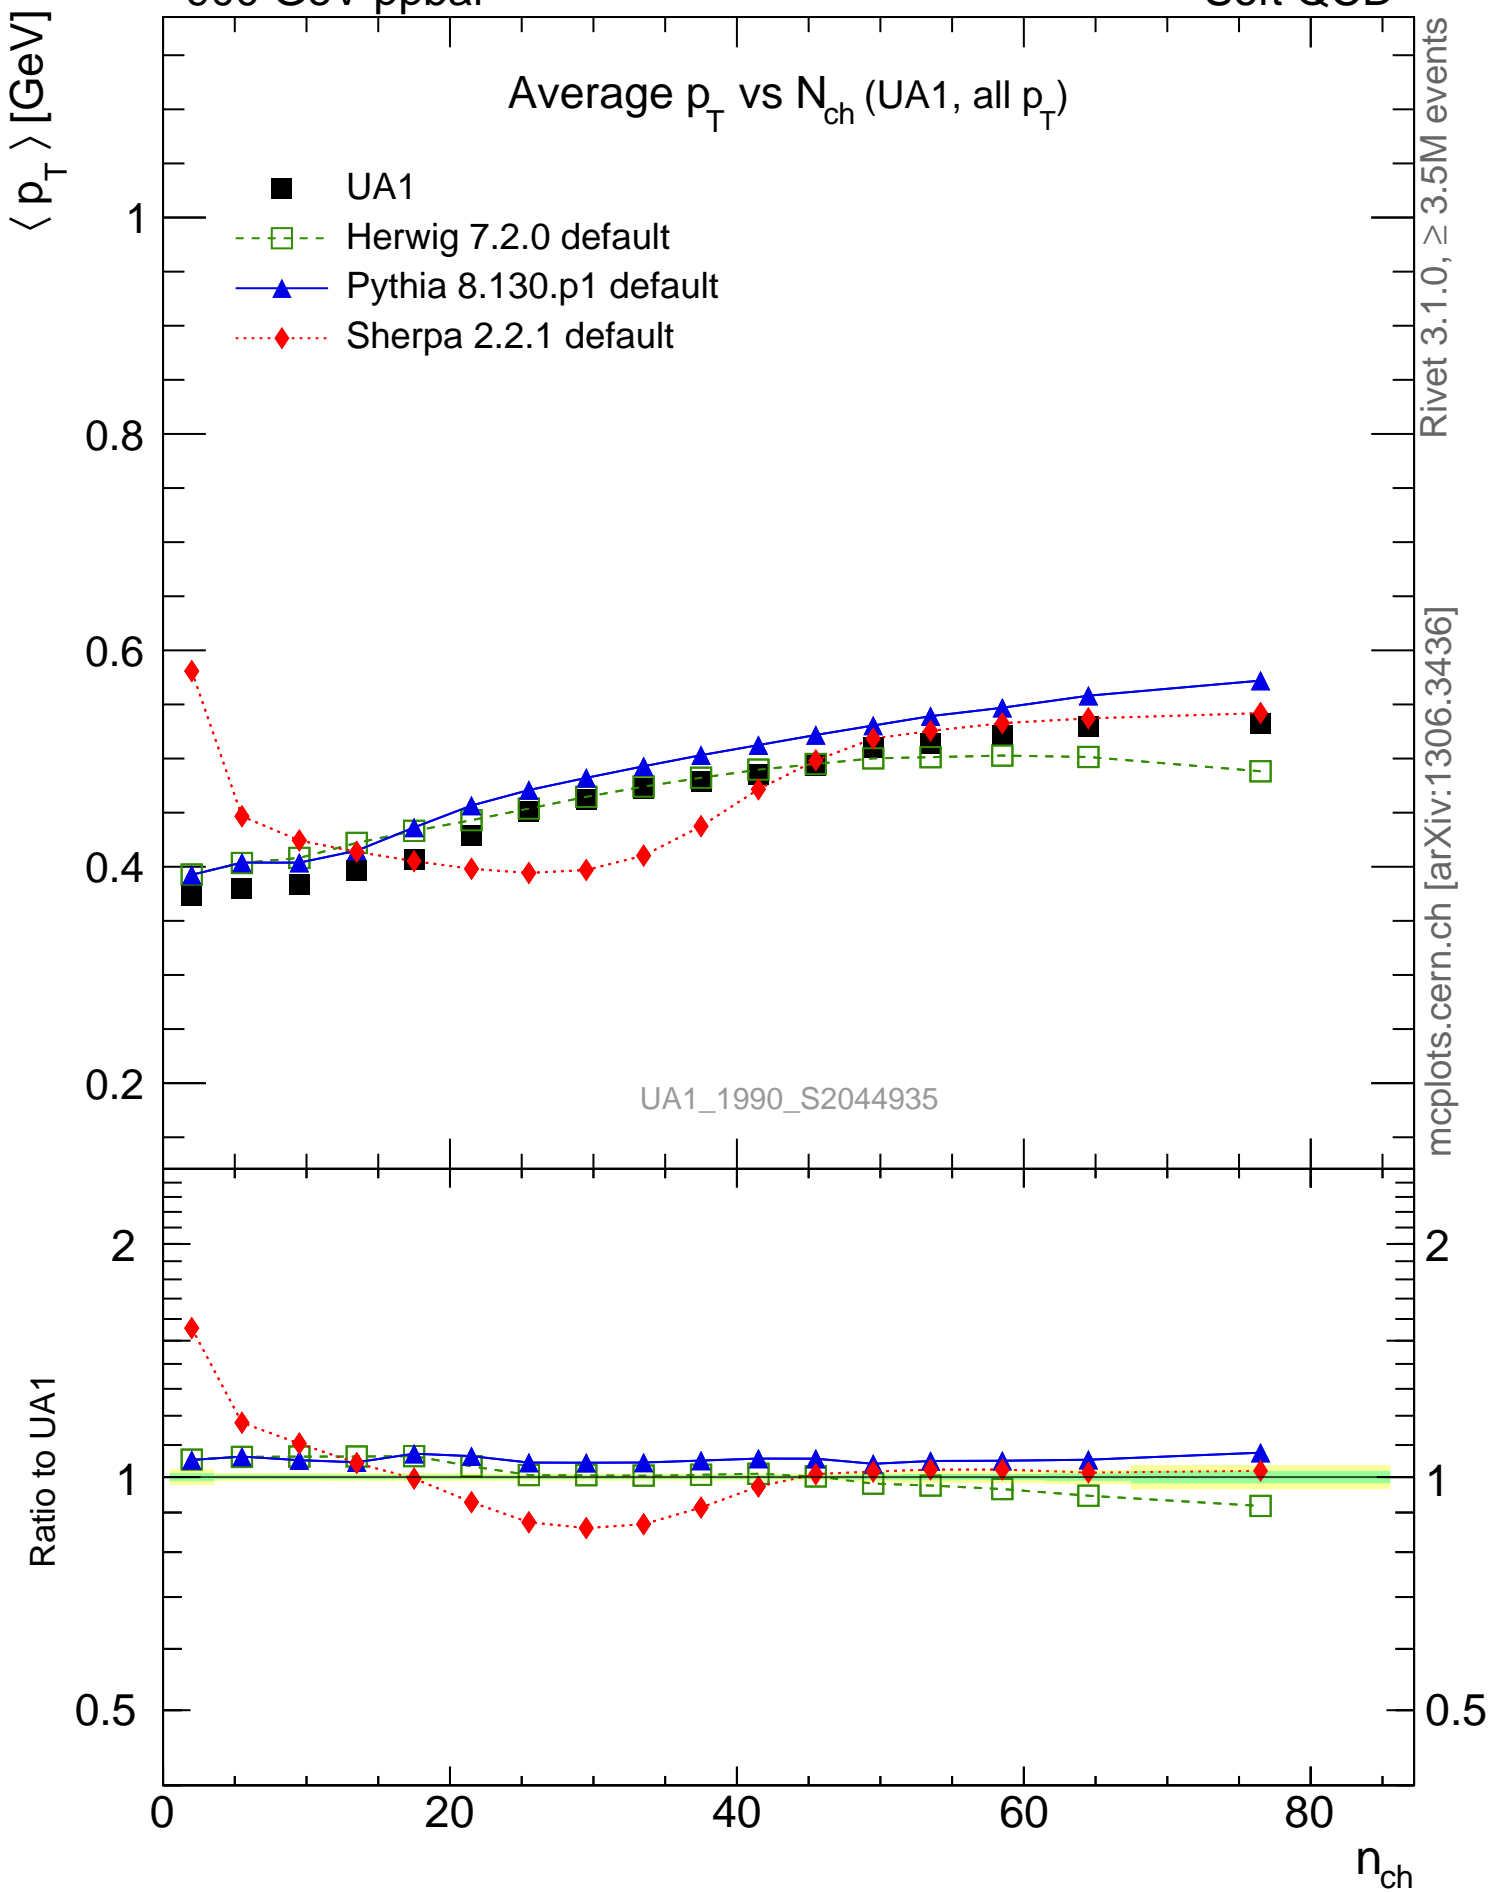 ⟨ p_T ⟩ [GeV]
Average p_T vs N_ch (UA1, all p_T)
UA1
Herwig 7.2.0 default
Pythia 8.130.p1 default
Sherpa 2.2.1 default
1
0.8
0.6
0.4
0.2
UA1_1990_S2044935
Rivet 3.1.0, ≥ 3.5M events
mcplots.cern.ch [arXiv:1306.3436]
Ratio to UA1
2
1
0.5
2
1
0.5
0 20 40 60 80
n_ch